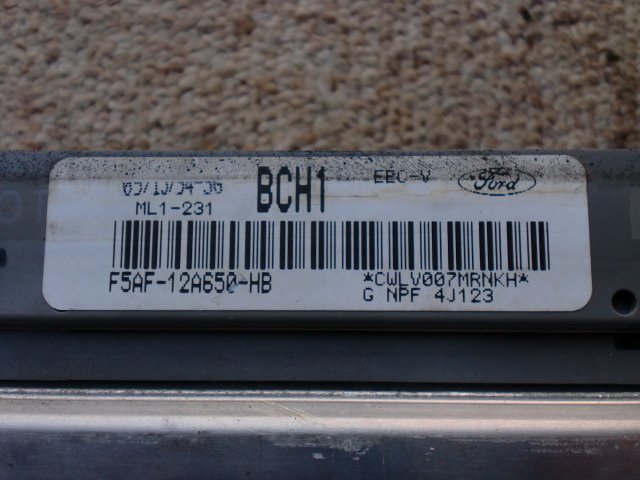 BCH1
EEC-V
Ford
ML1-231
F5AF-12A650-HB
*CWLV007MRNKH*
G NPF 4J123